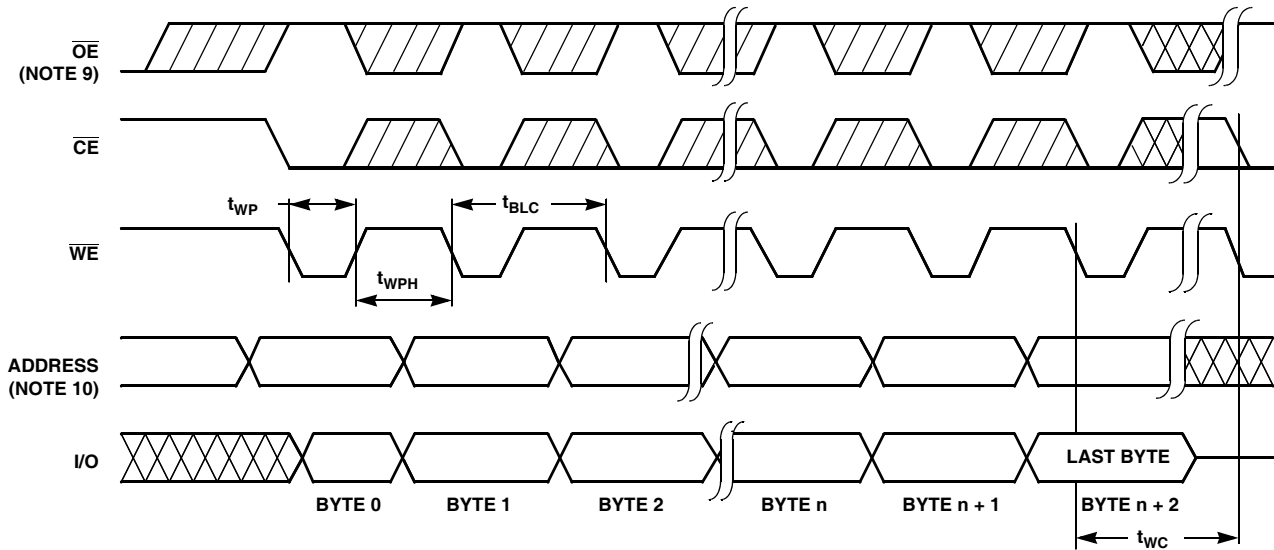 OE
(NOTE 9)
CE
tWP
tBLC
WE
tWPH
ADDRESS
(NOTE 10)
I/O
LAST BYTE
BYTE 0
BYTE 1
BYTE 2
BYTE n
BYTE n + 1
BYTE n + 2
tWC